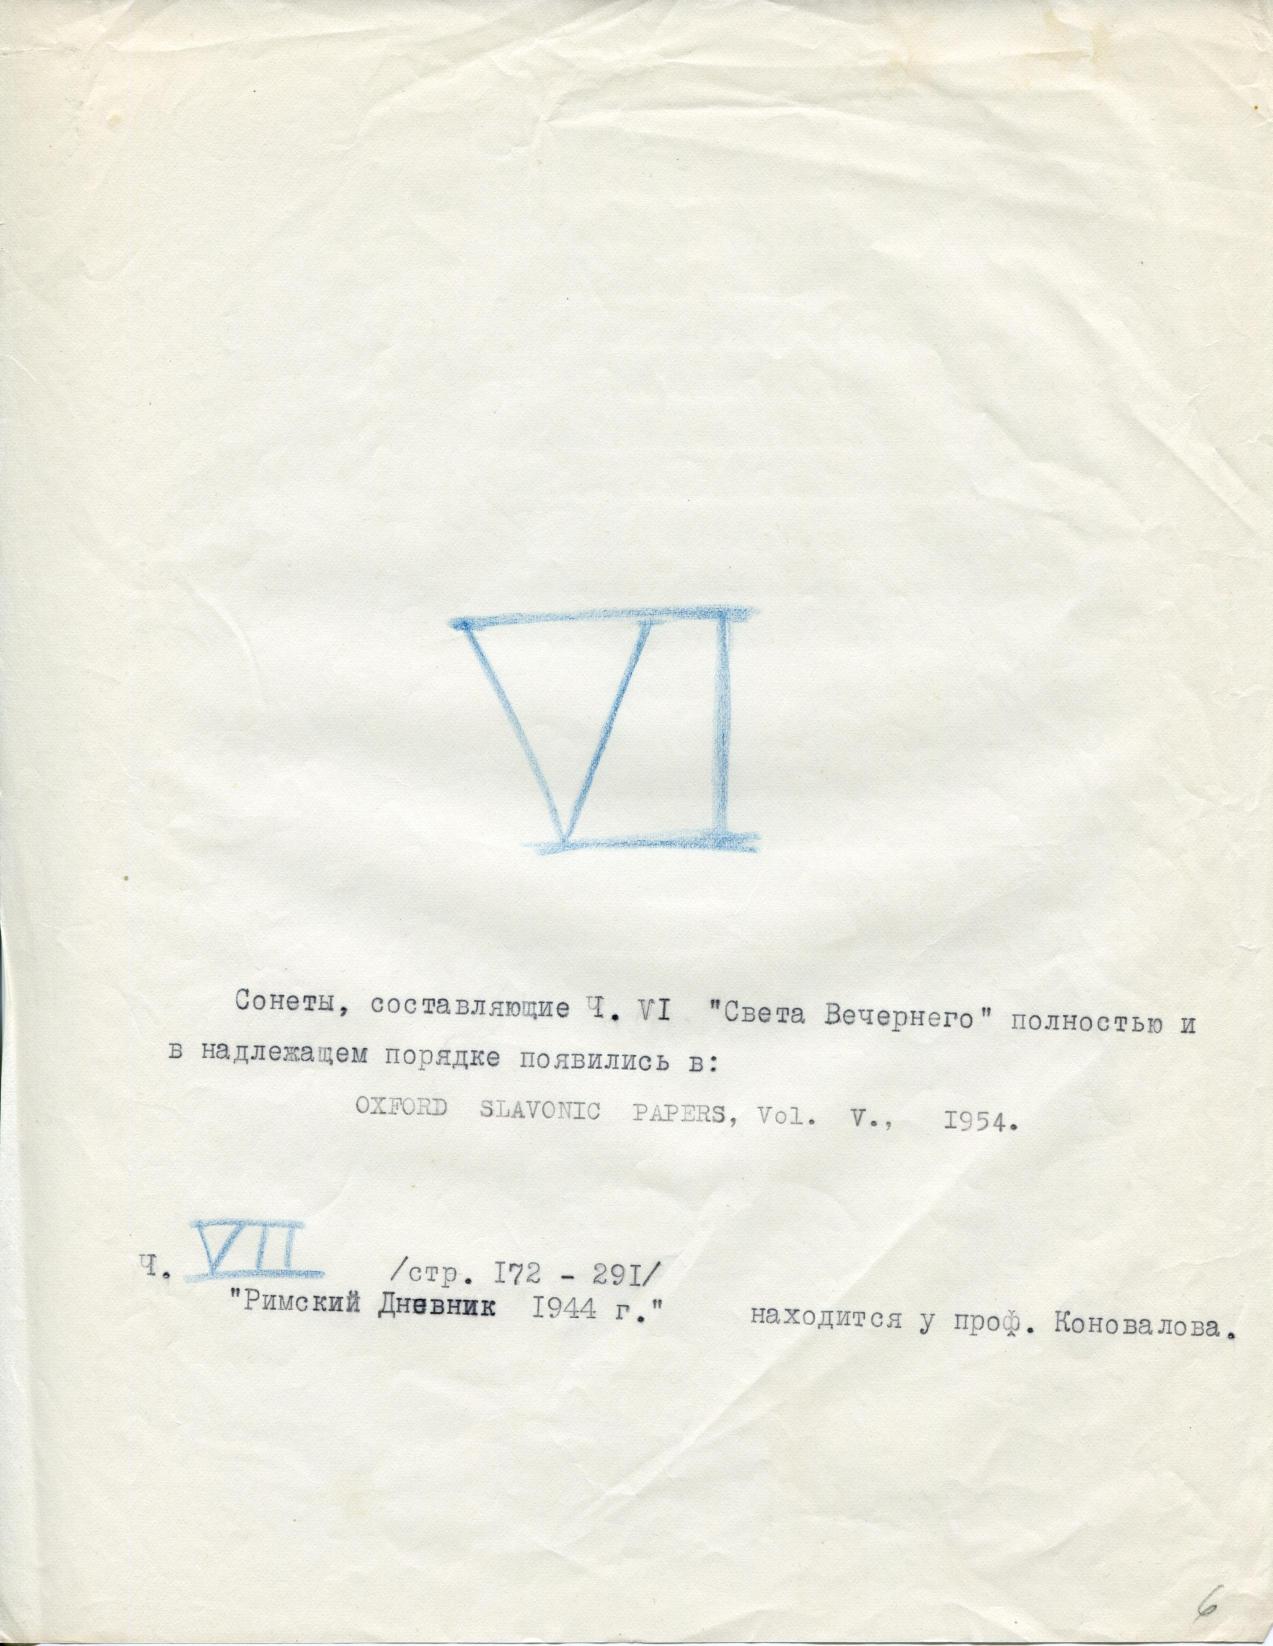 VI
Сонеты, составляющие Ч. VI "Света Вечернего" полностью и
в надлежащем порядке появились в:
OXFORD SLAVONIC PAPERS, Vol. V., I954.
Ч. VII /стр. I72 - 29I/
"Римский Дневник I944 г." находится у проф. Коновалова.
6